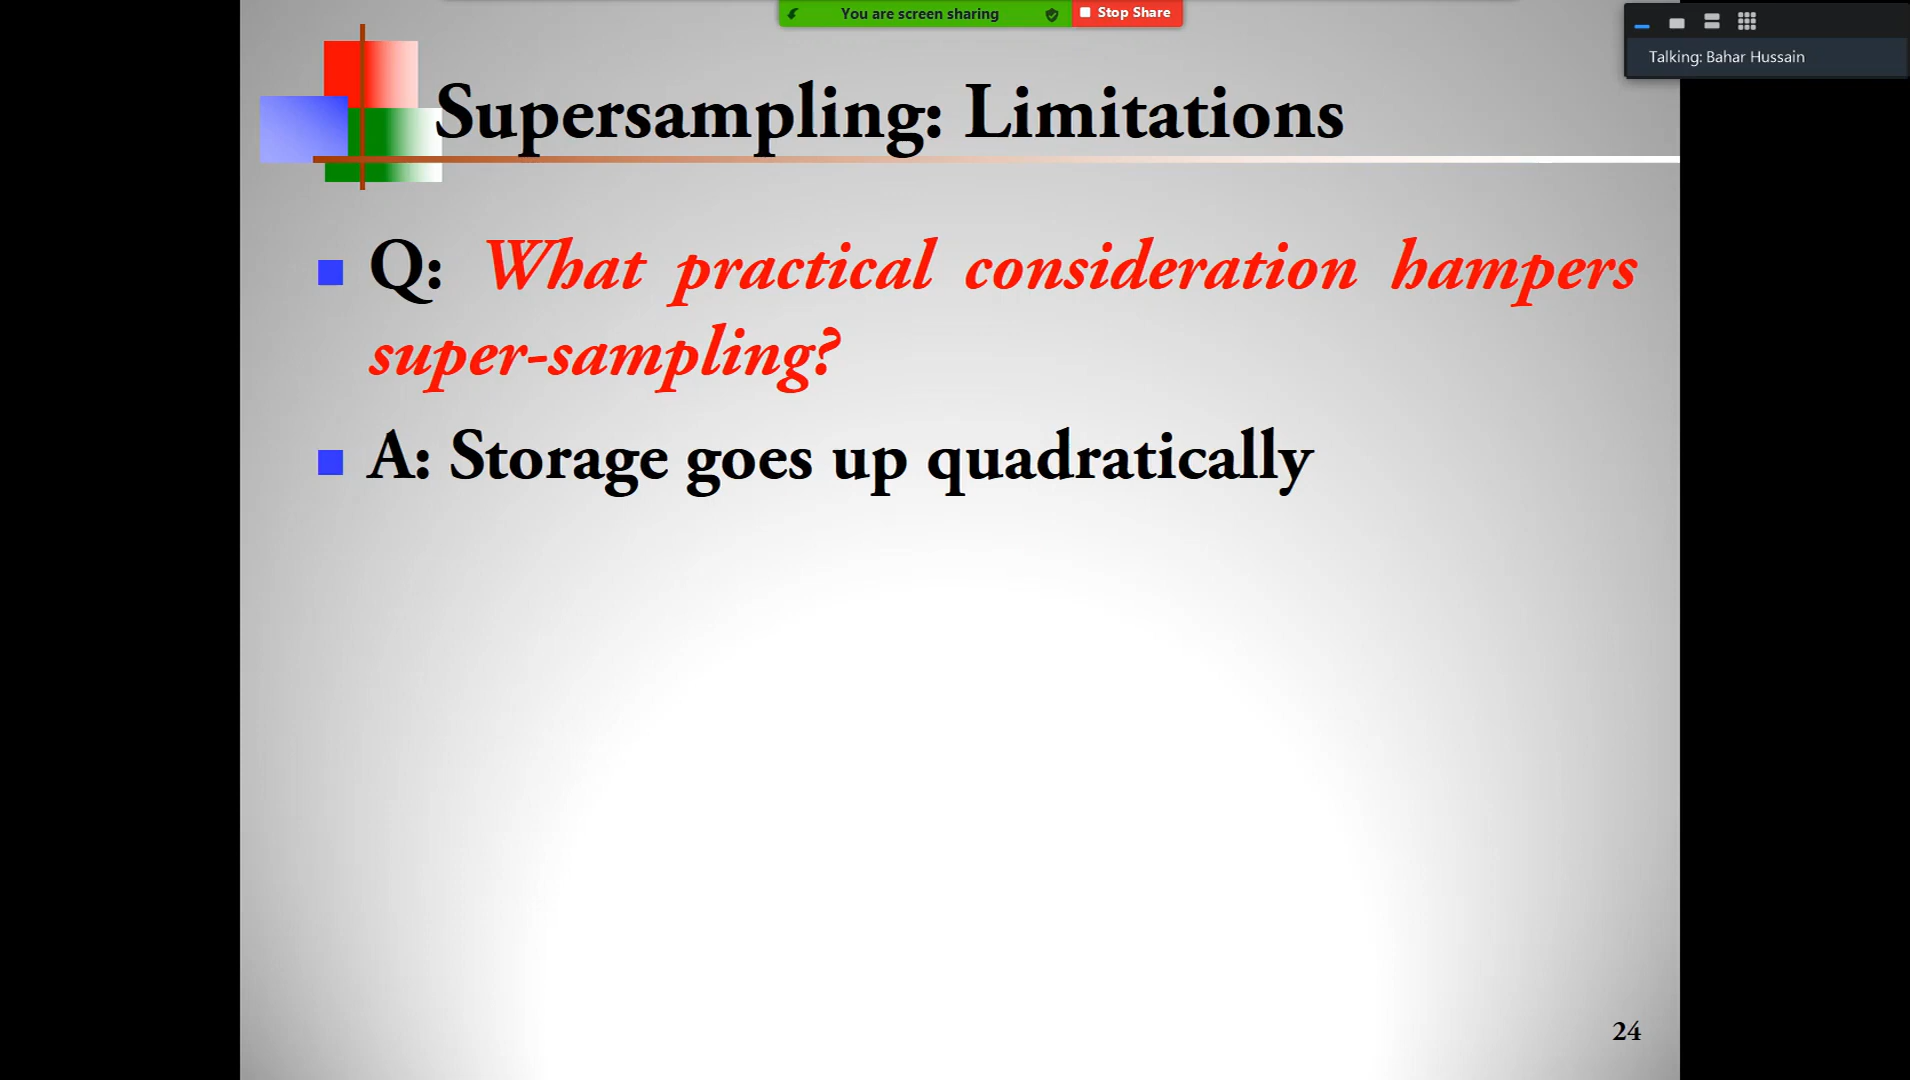 You are screen sharing
Stop Share
Talking: Bahar Hussain
Supersampling: Limitations
Q: What practical consideration hampers
super-sampling?
A: Storage goes up quadratically
24